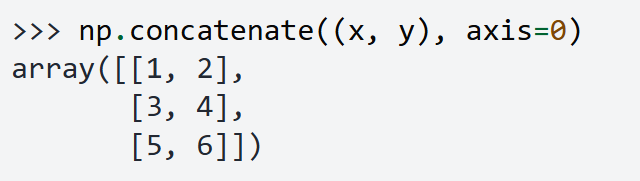 >>> np.concatenate((x, y), axis=0)
array([[1, 2],
       [3, 4],
       [5, 6]])